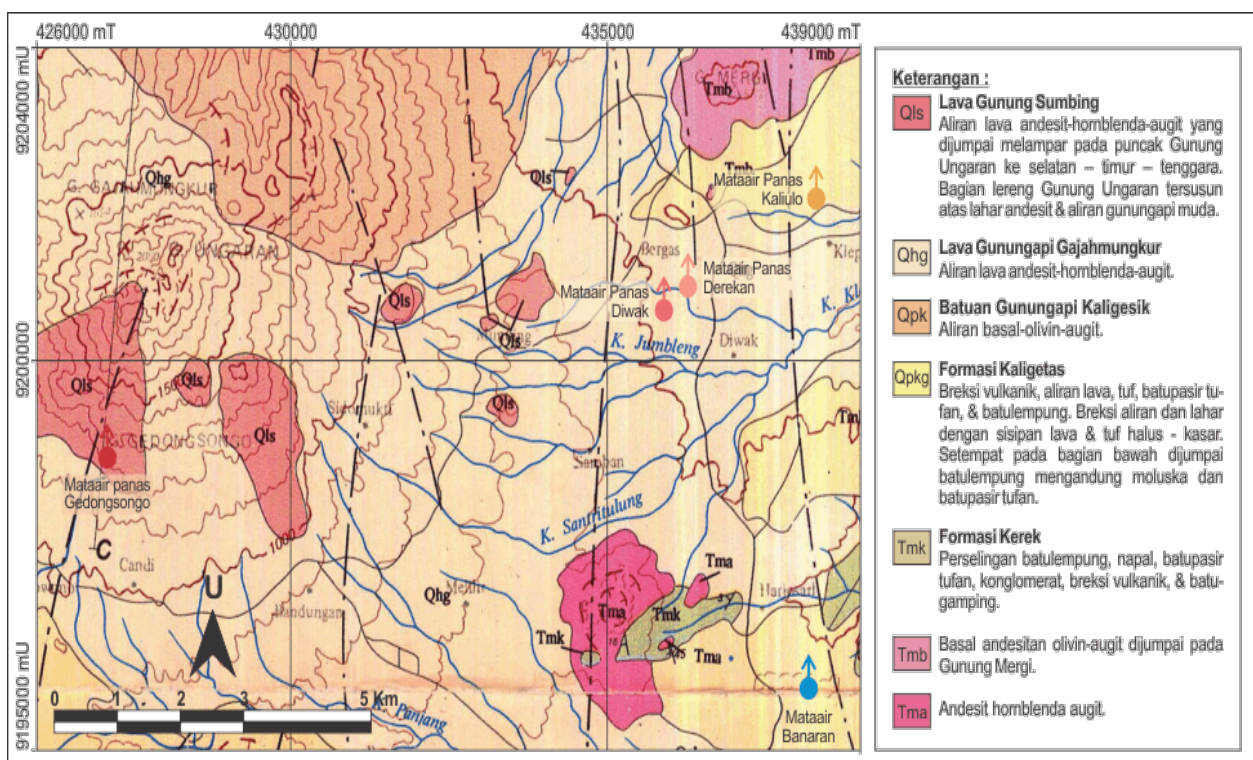 426000 mT
430000
435000
439000 mT
9204000 mU
9200000
9195000 mU
Tmb
G. MERGI
Tmb
Tmb
Qhg
G. GAJAHMUNGKUR
UNGARAN
Qls
Mataair Panas
Kaliulo
Bergas
Klep
Mataair Panas
Derekan
Mataair Panas
Diwak
Qls
Qls
K. Kl
K. Jumbleng
Diwak
Qls
1500
Qls
Qls
Qls
GEDONGSONGO
Mataair panas
Gedongsongo
Sidomukti
Samban
K. Santritulung
1000
C
Candi
U
Bandungan
Qhg
Tma
Tma
Tmk
Tmk
Tma
Harjosari
0 1 2 3 5 Km
K. Panjang
Mataair
Banaran
Keterangan :
Qls
Lava Gunung Sumbing
Aliran lava andesit-hornblenda-augit yang
dijumpai melampar pada puncak Gunung
Ungaran ke selatan – timur – tenggara.
Bagian lereng Gunung Ungaran tersusun
atas lahar andesit & aliran gunungapi muda.
Qhg
Lava Gunungapi Gajahmungkur
Aliran lava andesit-hornblenda-augit.
Qpk
Batuan Gunungapi Kaligesik
Aliran basal-olivin-augit.
Qpkg
Formasi Kaligetas
Breksi vulkanik, aliran lava, tuf, batupasir tu-
fan, & batulempung. Breksi aliran dan lahar
dengan sisipan lava & tuf halus - kasar.
Setempat pada bagian bawah dijumpai
batulempung mengandung moluska dan
batupasir tufan.
Tmk
Formasi Kerek
Perselingan batulempung, napal, batupasir
tufan, konglomerat, breksi vulkanik, & batu-
gamping.
Tmb
Basal andesitan olivin-augit dijumpai pada
Gunung Mergi.
Tma
Andesit hornblenda augit.